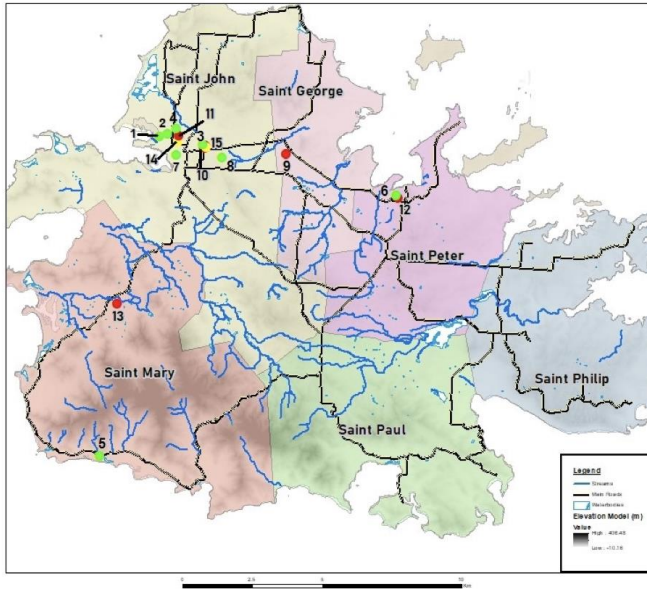 Saint John
Saint George
11
4
2
1
3
15
14
7
10
8
9
6
12
Saint Peter
13
Saint Mary
Saint Philip
Saint Paul
5
Legend
Streams
Main Roads
Waterbodies
Elevation Model (m)
Value
High :
Low :
0
2.5
5
10